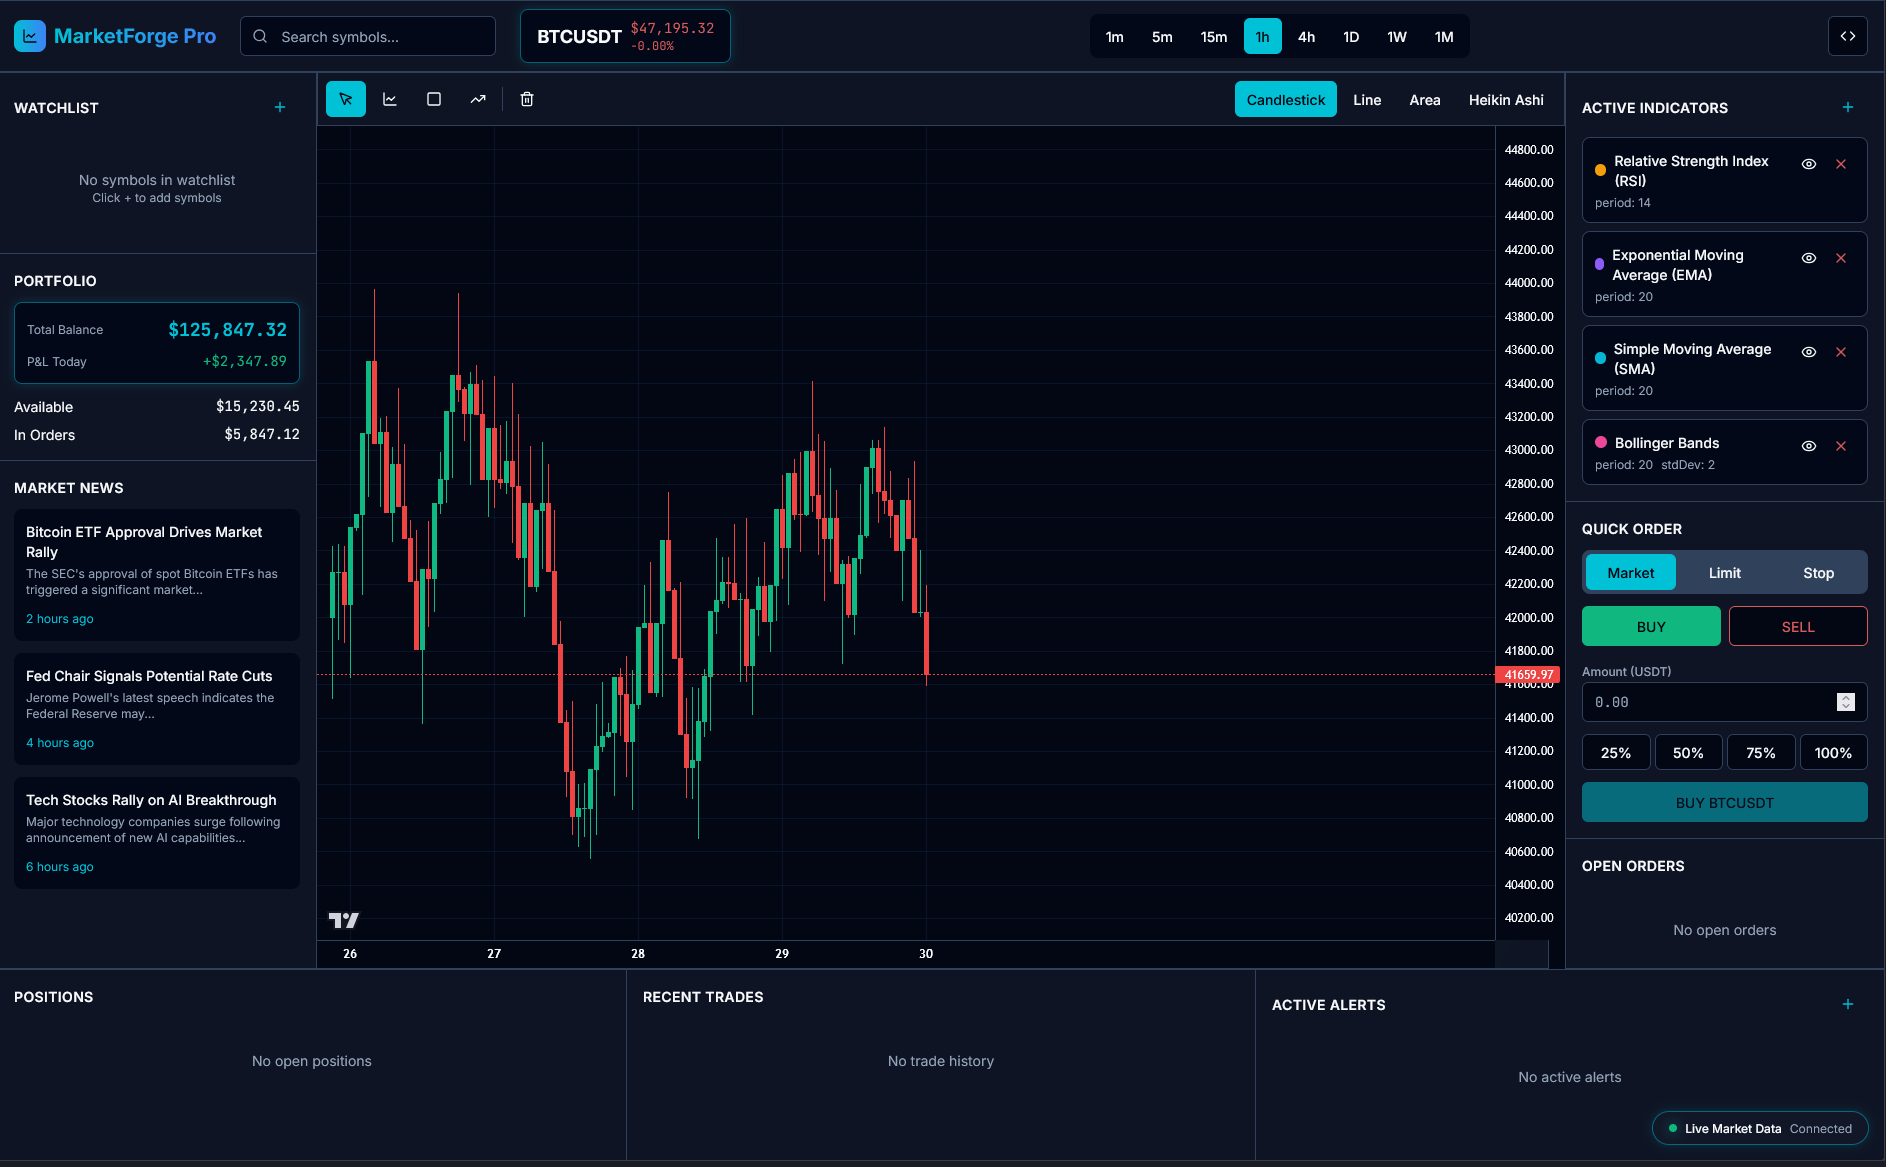 MarketForge Pro
Search symbols...
BTCUSDT
$47,195.32
-0.00%
1m 5m 15m 1h 4h 1D 1W 1M
WATCHLIST
No symbols in watchlist
Click + to add symbols
PORTFOLIO
Total Balance $125,847.32
P&L Today +$2,347.89
Available $15,230.45
In Orders $5,847.12
MARKET NEWS
Bitcoin ETF Approval Drives Market
Rally
The SEC's approval of spot Bitcoin ETFs has
triggered a significant market...
2 hours ago
Fed Chair Signals Potential Rate Cuts
Jerome Powell's latest speech indicates the
Federal Reserve may...
4 hours ago
Tech Stocks Rally on AI Breakthrough
Major technology companies surge following
announcement of new AI capabilities...
6 hours ago
Candlestick Line Area Heikin Ashi
44800.00
44600.00
44400.00
44200.00
44000.00
43800.00
43600.00
43400.00
43200.00
43000.00
42800.00
42600.00
42400.00
42200.00
42000.00
41800.00
41659.97
41600.00
41400.00
41200.00
41000.00
40800.00
40600.00
40400.00
40200.00
26 27 28 29 30
ACTIVE INDICATORS
Relative Strength Index
(RSI)
period: 14
Exponential Moving
Average (EMA)
period: 20
Simple Moving Average
(SMA)
period: 20
Bollinger Bands
period: 20 stdDev: 2
QUICK ORDER
Market Limit Stop
BUY SELL
Amount (USDT)
0.00
25% 50% 75% 100%
BUY BTCUSDT
OPEN ORDERS
No open orders
POSITIONS
No open positions
RECENT TRADES
No trade history
ACTIVE ALERTS
No active alerts
Live Market Data Connected